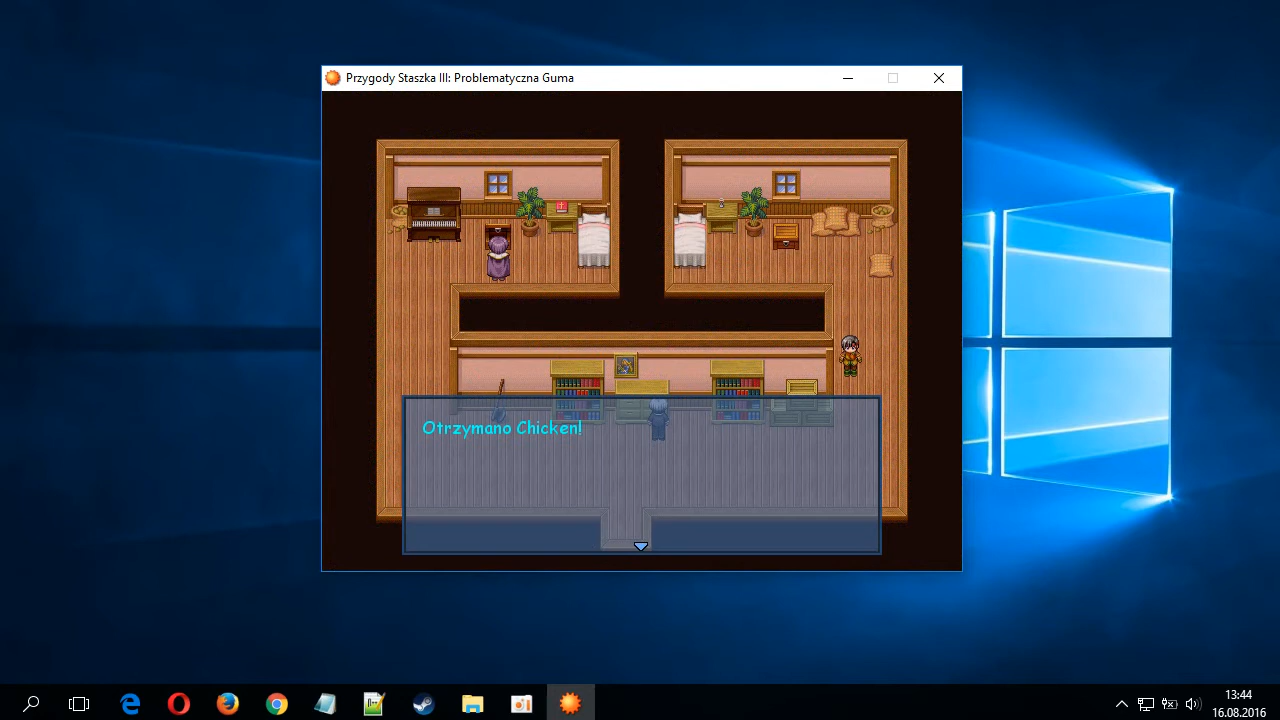 Przygody Staszka III: Problematyczna Guma
Otrzymano Chicken!
13:44
16.08.2016